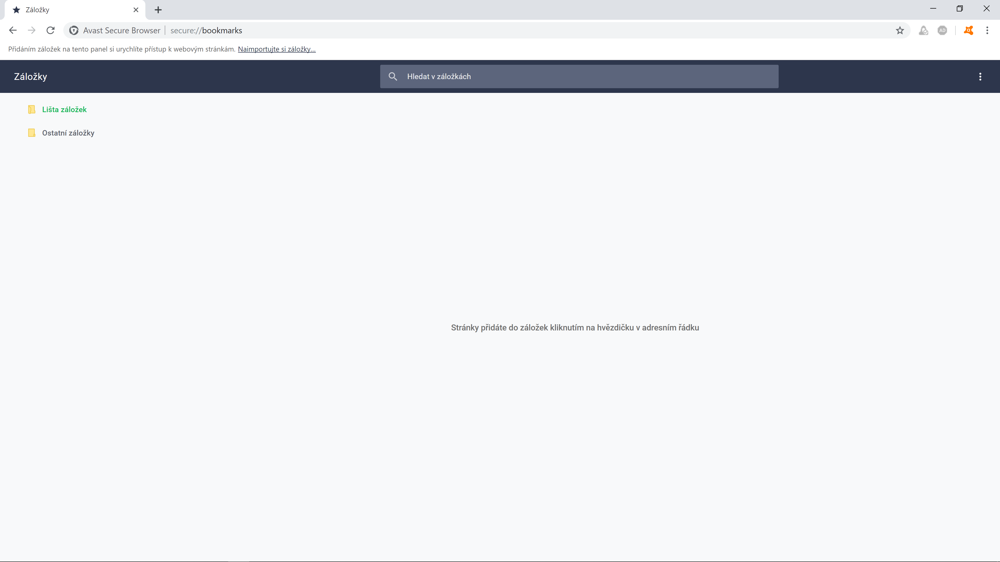 Záložky
Avast Secure Browser secure://bookmarks
AD
Přidáním záložek na tento panel si urychlíte přístup k webovým stránkám. Naimportujte si záložky...
Záložky
Hledat v záložkách
Lišta záložek
Ostatní záložky
Stránky přidáte do záložek kliknutím na hvězdičku v adresním řádku